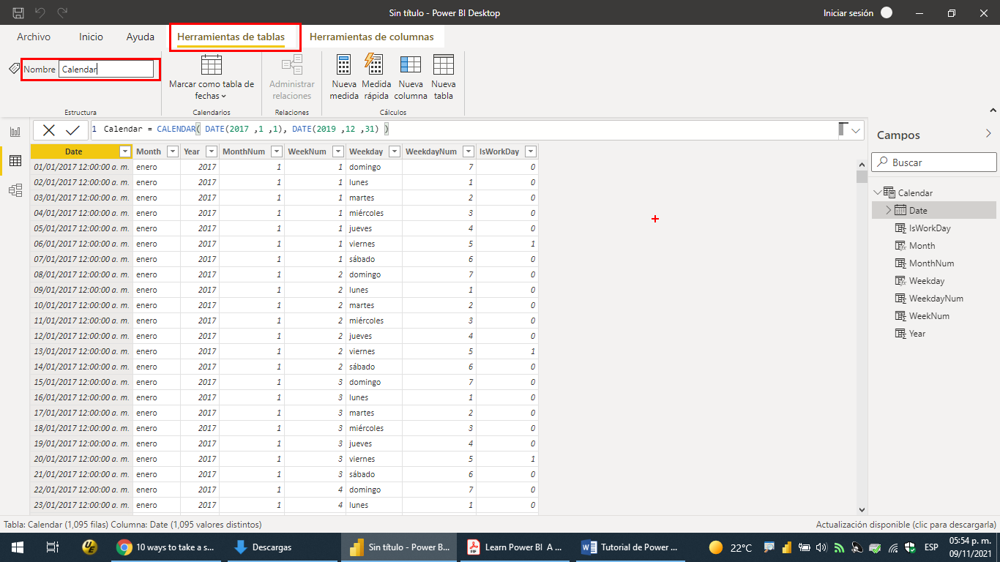 Sin título - Power BI Desktop
Iniciar sesión
Archivo Inicio Ayuda Herramientas de tablas Herramientas de columnas
Nombre Calendar
Marcar como tabla de fechas
Administrar relaciones
Nueva medida
Medida rápida
Nueva columna
Nueva tabla
Estructura Calendarios Relaciones Cálculos
1 Calendar = CALENDAR( DATE(2017 ,1 ,1), DATE(2019 ,12 ,31) )
Date Month Year MonthNum WeekNum Weekday WeekdayNum IsWorkDay
01/01/2017 12:00:00 a. m. enero 2017 1 1 domingo 7 0
02/01/2017 12:00:00 a. m. enero 2017 1 1 lunes 1 0
03/01/2017 12:00:00 a. m. enero 2017 1 1 martes 2 0
04/01/2017 12:00:00 a. m. enero 2017 1 1 miércoles 3 0
05/01/2017 12:00:00 a. m. enero 2017 1 1 jueves 4 0
06/01/2017 12:00:00 a. m. enero 2017 1 1 viernes 5 1
07/01/2017 12:00:00 a. m. enero 2017 1 1 sábado 6 0
08/01/2017 12:00:00 a. m. enero 2017 1 2 domingo 7 0
09/01/2017 12:00:00 a. m. enero 2017 1 2 lunes 1 0
10/01/2017 12:00:00 a. m. enero 2017 1 2 martes 2 0
11/01/2017 12:00:00 a. m. enero 2017 1 2 miércoles 3 0
12/01/2017 12:00:00 a. m. enero 2017 1 2 jueves 4 0
13/01/2017 12:00:00 a. m. enero 2017 1 2 viernes 5 1
14/01/2017 12:00:00 a. m. enero 2017 1 2 sábado 6 0
15/01/2017 12:00:00 a. m. enero 2017 1 3 domingo 7 0
16/01/2017 12:00:00 a. m. enero 2017 1 3 lunes 1 0
17/01/2017 12:00:00 a. m. enero 2017 1 3 martes 2 0
18/01/2017 12:00:00 a. m. enero 2017 1 3 miércoles 3 0
19/01/2017 12:00:00 a. m. enero 2017 1 3 jueves 4 0
20/01/2017 12:00:00 a. m. enero 2017 1 3 viernes 5 1
21/01/2017 12:00:00 a. m. enero 2017 1 3 sábado 6 0
22/01/2017 12:00:00 a. m. enero 2017 1 4 domingo 7 0
23/01/2017 12:00:00 a. m. enero 2017 1 4 lunes 1 0
Campos
Buscar
Calendar
Date
IsWorkDay
Month
MonthNum
Weekday
WeekdayNum
WeekNum
Year
Tabla: Calendar (1,095 filas) Columna: Date (1,095 valores distintos)
Actualización disponible (clic para descargarla)
UE
10 ways to take a s...
Descargas
Sin título - Power B...
Learn Power BI A ...
Tutorial de Power ...
22°C
ESP
05:54 p. m.
09/11/2021